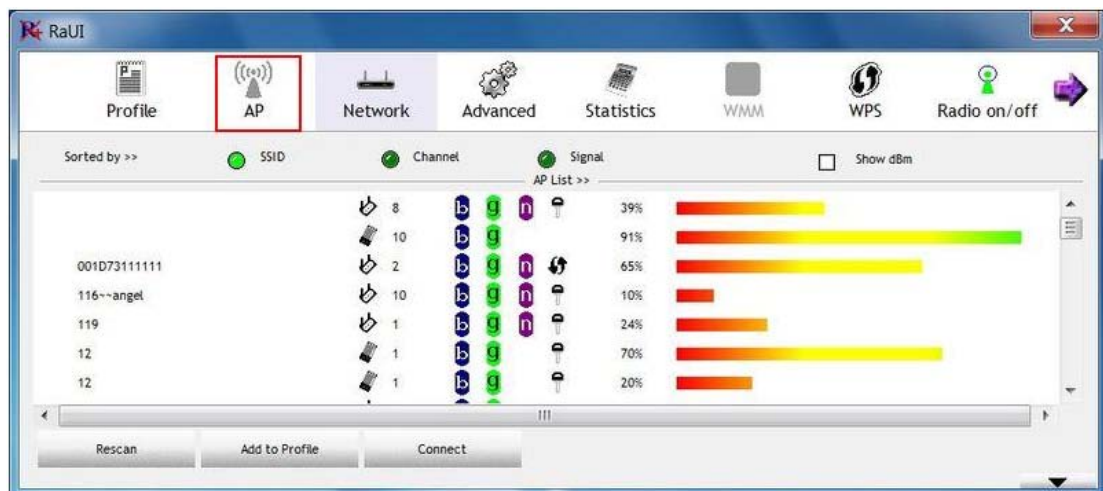 RaUI
Profile AP Network Advanced Statistics WMM WPS Radio on/off
Sorted by >> SSID Channel Signal Show dBm
AP List >>
8 b g n 39%
10 b g 91%
001D73111111 2 b g n 65%
116~~angel 10 b g n 10%
119 1 b g n 24%
12 1 b g 70%
12 1 b g 20%
Rescan Add to Profile Connect